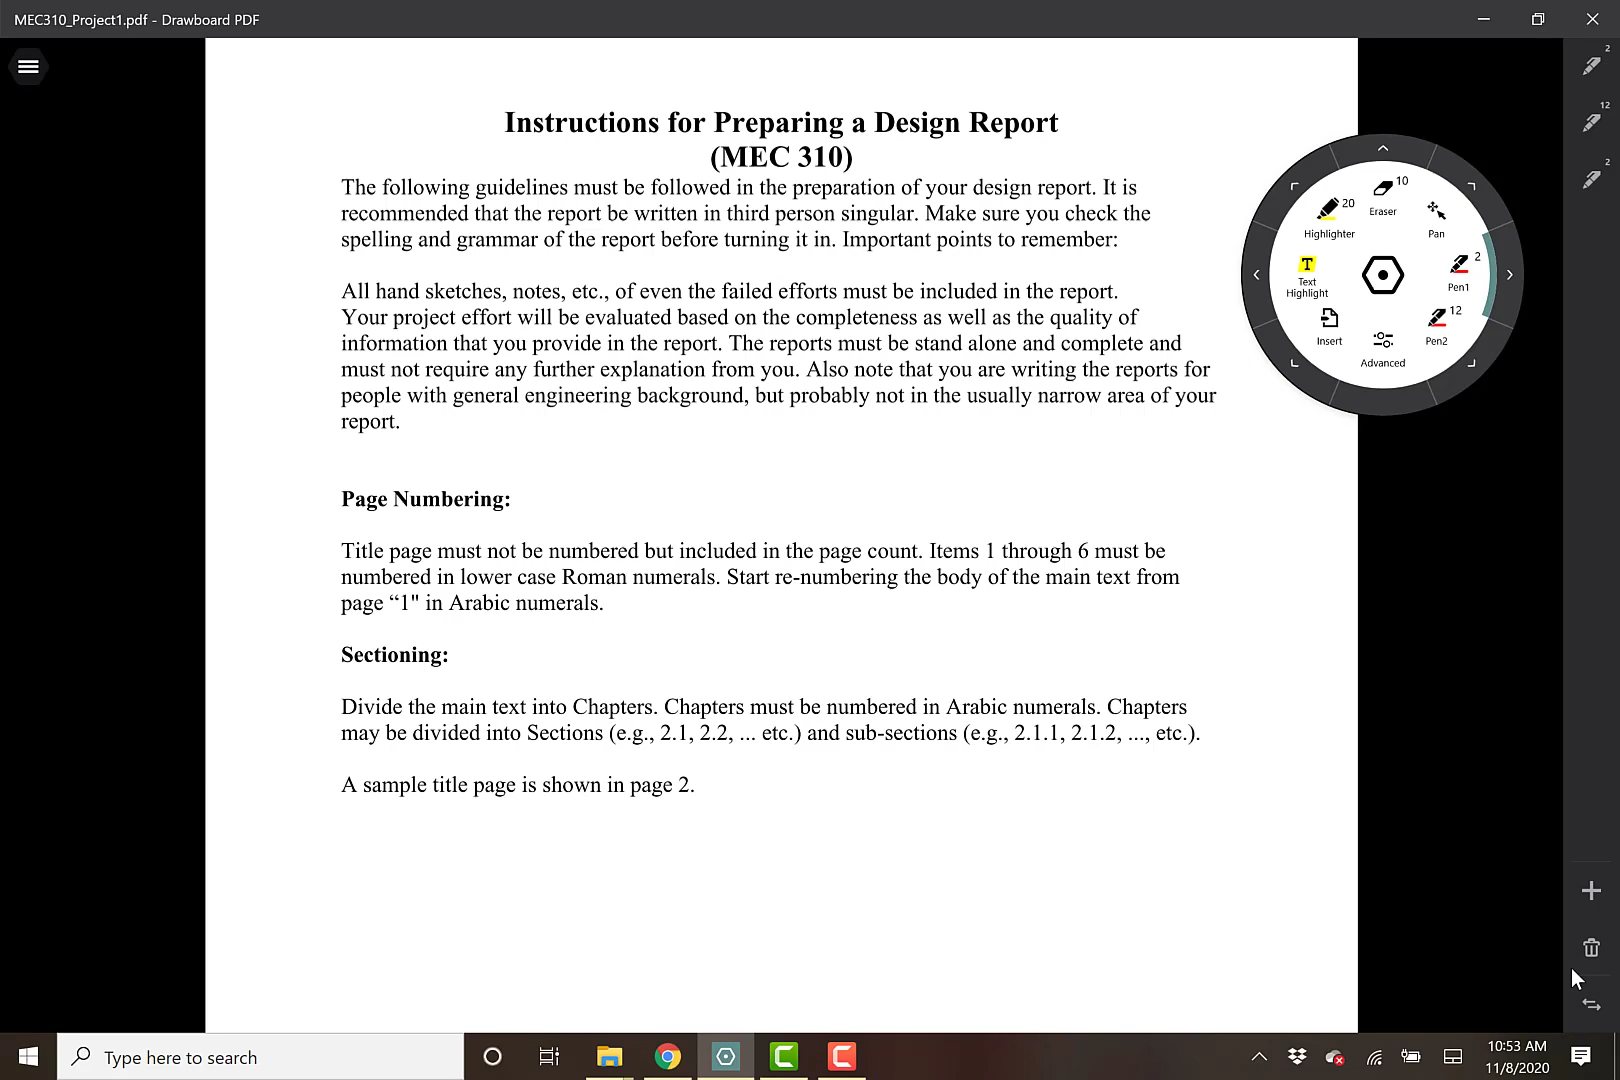 MEC310_Project1.pdf - Drawboard PDF
Instructions for Preparing a Design Report
(MEC 310)
The following guidelines must be followed in the preparation of your design report. It is
recommended that the report be written in third person singular. Make sure you check the
spelling and grammar of the report before turning it in. Important points to remember:
All hand sketches, notes, etc., of even the failed efforts must be included in the report.
Your project effort will be evaluated based on the completeness as well as the quality of
information that you provide in the report. The reports must be stand alone and complete and
must not require any further explanation from you. Also note that you are writing the reports for
people with general engineering background, but probably not in the usually narrow area of your
report.
Page Numbering:
Title page must not be numbered but included in the page count. Items 1 through 6 must be
numbered in lower case Roman numerals. Start re-numbering the body of the main text from
page “1" in Arabic numerals.
Sectioning:
Divide the main text into Chapters. Chapters must be numbered in Arabic numerals. Chapters
may be divided into Sections (e.g., 2.1, 2.2, ... etc.) and sub-sections (e.g., 2.1.1, 2.1.2, ..., etc.).
A sample title page is shown in page 2.
10
Eraser
20
Highlighter
Pan
T
Text
Highlight
2
Pen1
Insert
12
Pen2
Advanced
2
12
2
Type here to search
10:53 AM
11/8/2020